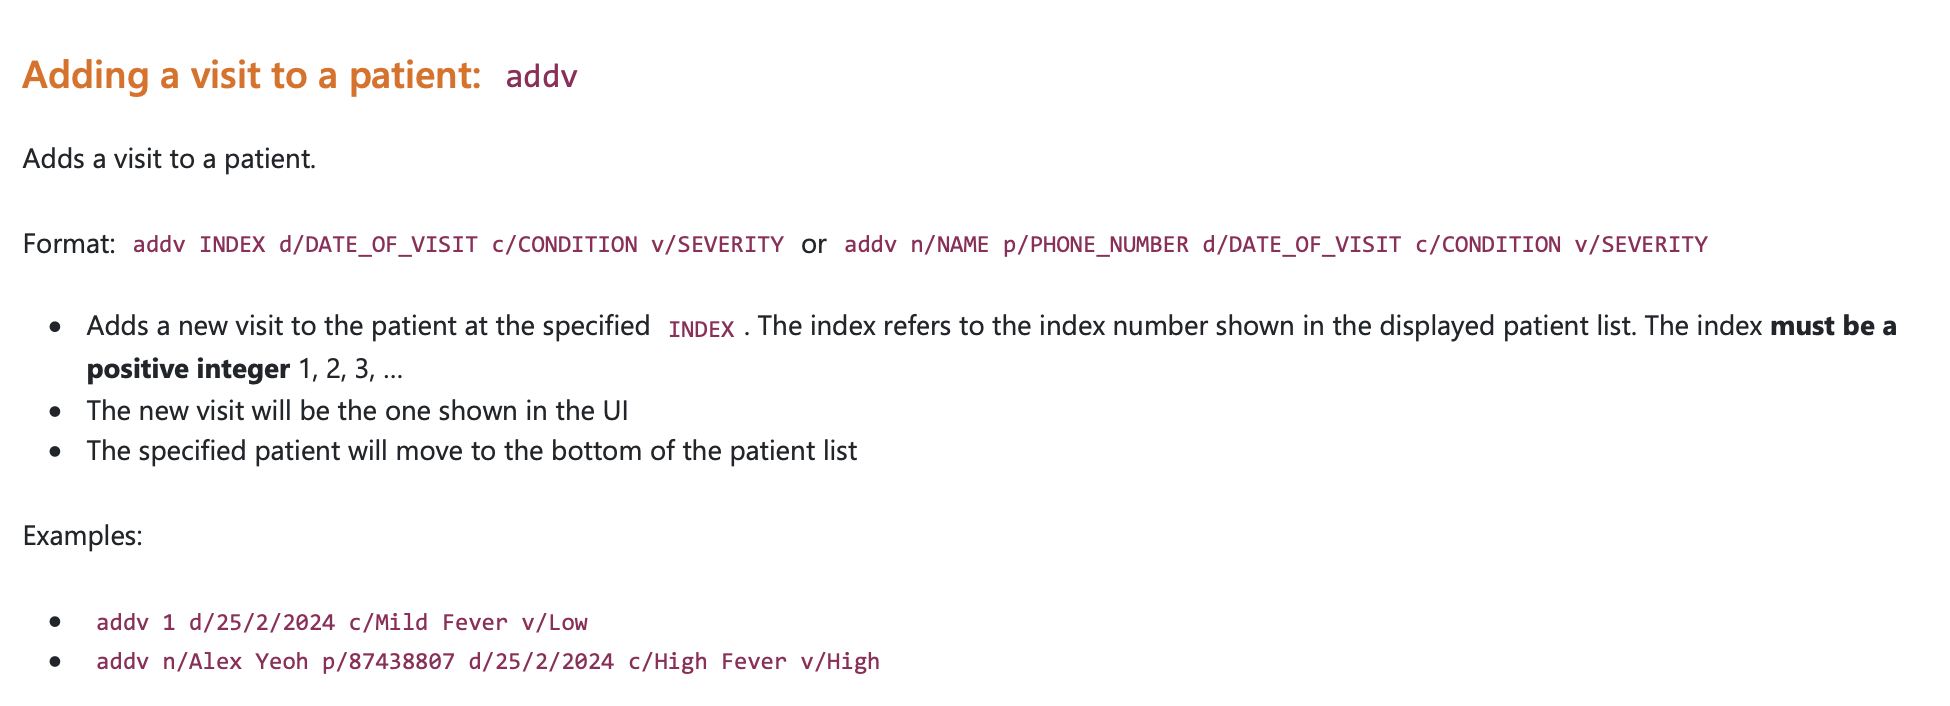 Adding a visit to a patient: addv
Adds a visit to a patient.
Format: addv INDEX d/DATE_OF_VISIT c/CONDITION v/SEVERITY or addv n/NAME p/PHONE_NUMBER d/DATE_OF_VISIT c/CONDITION v/SEVERITY
• Adds a new visit to the patient at the specified INDEX . The index refers to the index number shown in the displayed patient list. The index must be a
positive integer 1, 2, 3, …
• The new visit will be the one shown in the UI
• The specified patient will move to the bottom of the patient list
Examples:
• addv 1 d/25/2/2024 c/Mild Fever v/Low
• addv n/Alex Yeoh p/87438807 d/25/2/2024 c/High Fever v/High